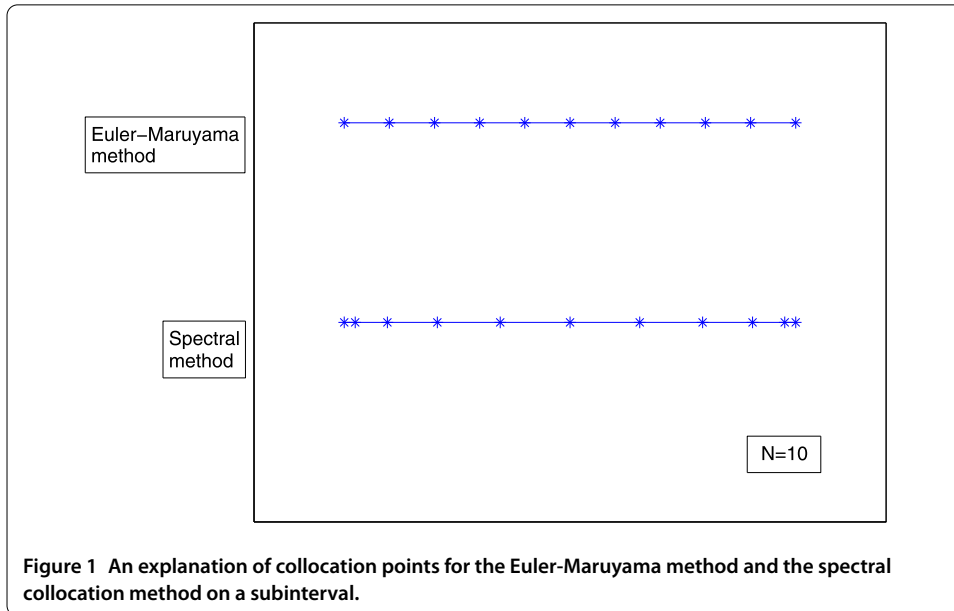 Euler−Maruyama
method
Spectral
method
N=10
Figure 1 An explanation of collocation points for the Euler-Maruyama method and the spectral
collocation method on a subinterval.